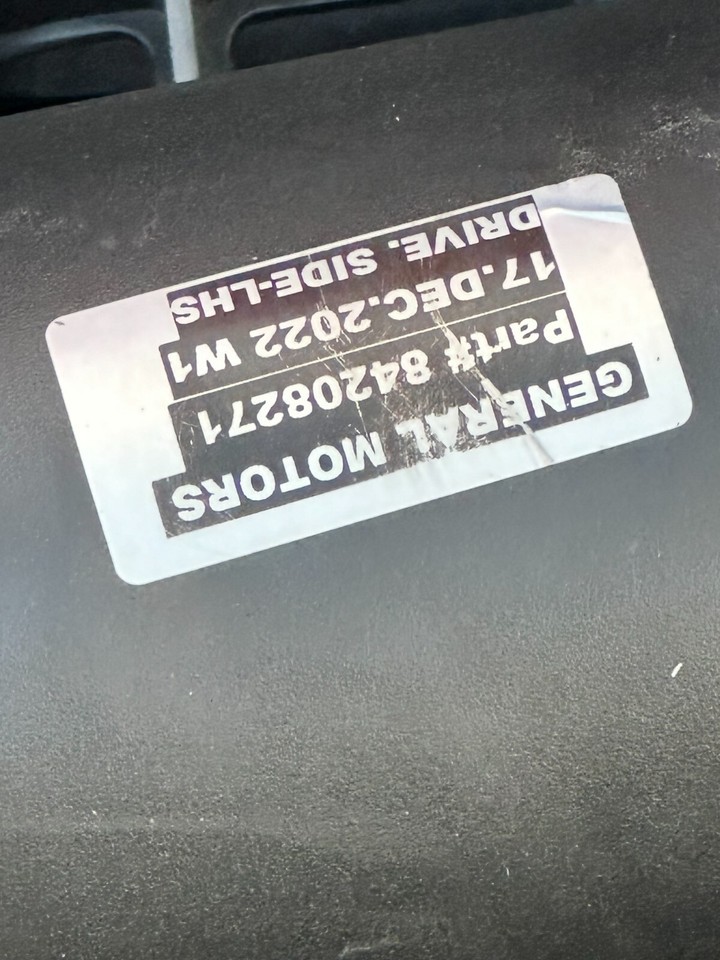 GENERAL MOTORS
Part# 84208271
17.DEC.2022 W1
DRIVE. SIDE-LHS